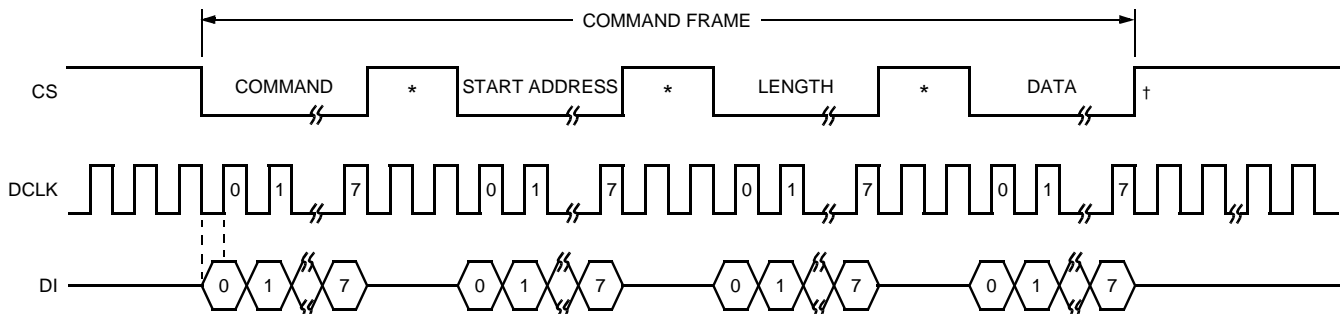 COMMAND FRAME
CS COMMAND * START ADDRESS * LENGTH * DATA †
DCLK 0 1 7 0 1 7 0 1 7 0 1 7
DI 0 1 7 0 1 7 0 1 7 0 1 7